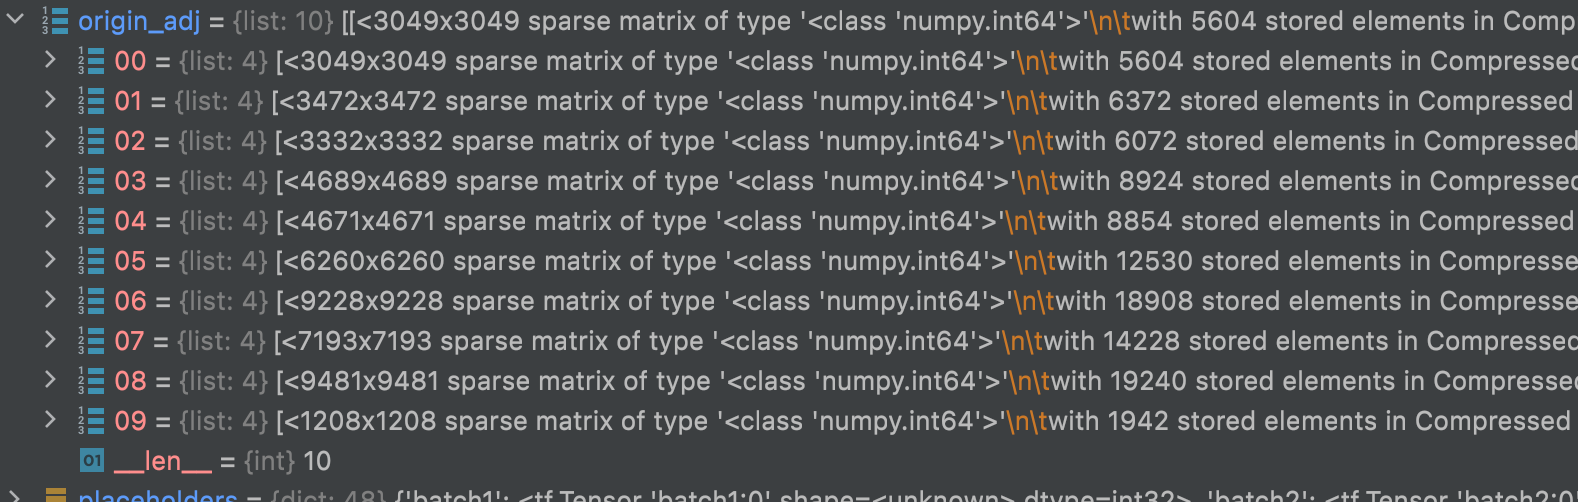 origin_adj = {list: 10} [[<3049x3049 sparse matrix of type '<class 'numpy.int64'>'\n\twith 5604 stored elements in Comp
00 = {list: 4} [<3049x3049 sparse matrix of type '<class 'numpy.int64'>'\n\twith 5604 stored elements in Compressed
01 = {list: 4} [<3472x3472 sparse matrix of type '<class 'numpy.int64'>'\n\twith 6372 stored elements in Compressed
02 = {list: 4} [<3332x3332 sparse matrix of type '<class 'numpy.int64'>'\n\twith 6072 stored elements in Compressed
03 = {list: 4} [<4689x4689 sparse matrix of type '<class 'numpy.int64'>'\n\twith 8924 stored elements in Compressed
04 = {list: 4} [<4671x4671 sparse matrix of type '<class 'numpy.int64'>'\n\twith 8854 stored elements in Compressed
05 = {list: 4} [<6260x6260 sparse matrix of type '<class 'numpy.int64'>'\n\twith 12530 stored elements in Compresse
06 = {list: 4} [<9228x9228 sparse matrix of type '<class 'numpy.int64'>'\n\twith 18908 stored elements in Compresse
07 = {list: 4} [<7193x7193 sparse matrix of type '<class 'numpy.int64'>'\n\twith 14228 stored elements in Compressed
08 = {list: 4} [<9481x9481 sparse matrix of type '<class 'numpy.int64'>'\n\twith 19240 stored elements in Compresse
09 = {list: 4} [<1208x1208 sparse matrix of type '<class 'numpy.int64'>'\n\twith 1942 stored elements in Compressed
01 __len__ = {int} 10
placeholders = {dict: 48} {'batch1': <tf.Tensor 'batch1:0' shape=<unknown> dtype=int32>, 'batch2': <tf.Tensor 'batch2:0